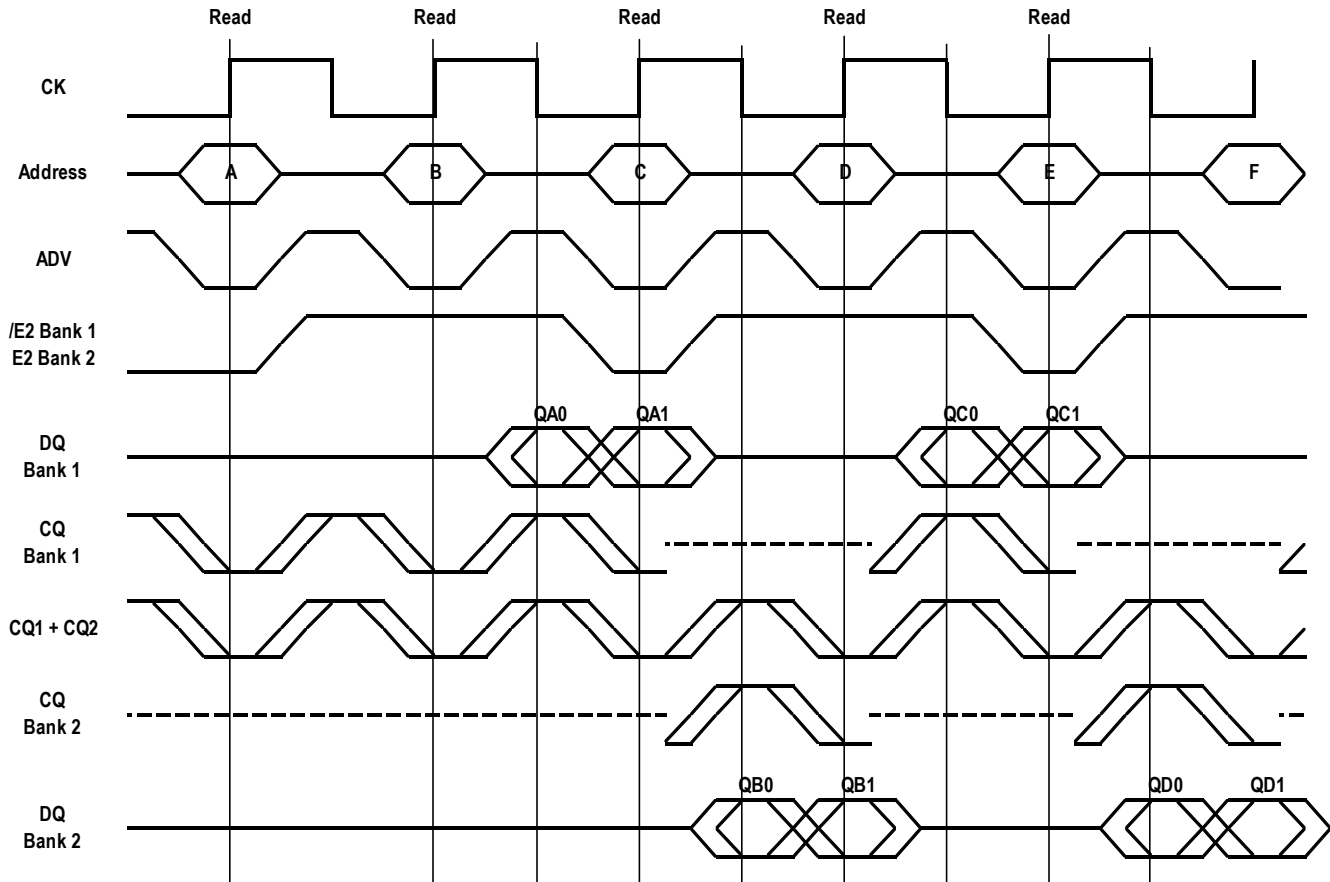 Read Read Read Read Read
CK
Address A B C D E F
ADV
/E2 Bank 1
E2 Bank 2
QA0 QA1 QC0 QC1
DQ
Bank 1
CQ
Bank 1
CQ1 + CQ2
CQ
Bank 2
QB0 QB1 QD0 QD1
DQ
Bank 2